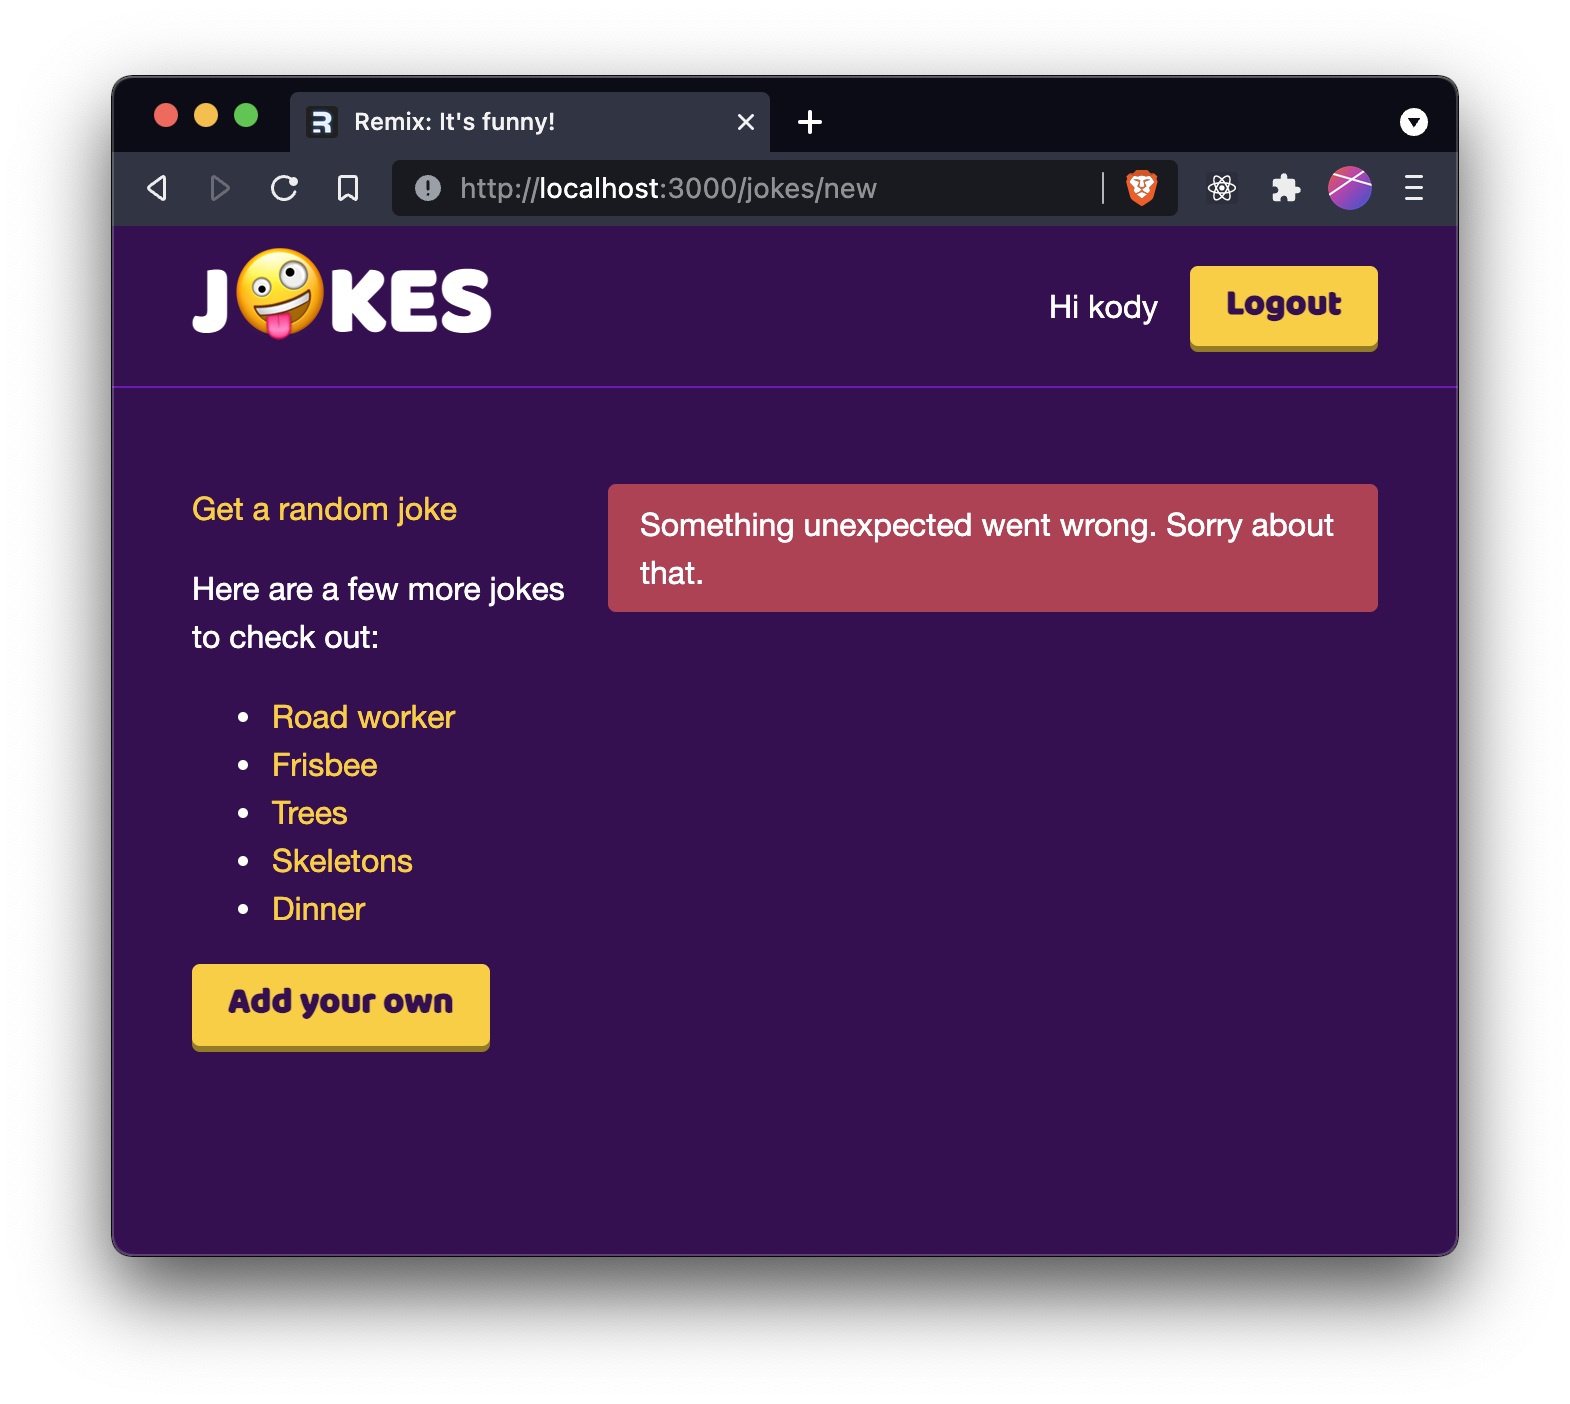 Remix: It's funny!
http://localhost:3000/jokes/new
J🤪KES
Hi kody
Logout
Get a random joke
Something unexpected went wrong. Sorry about
that.
Here are a few more jokes
to check out:
• Road worker
• Frisbee
• Trees
• Skeletons
• Dinner
Add your own